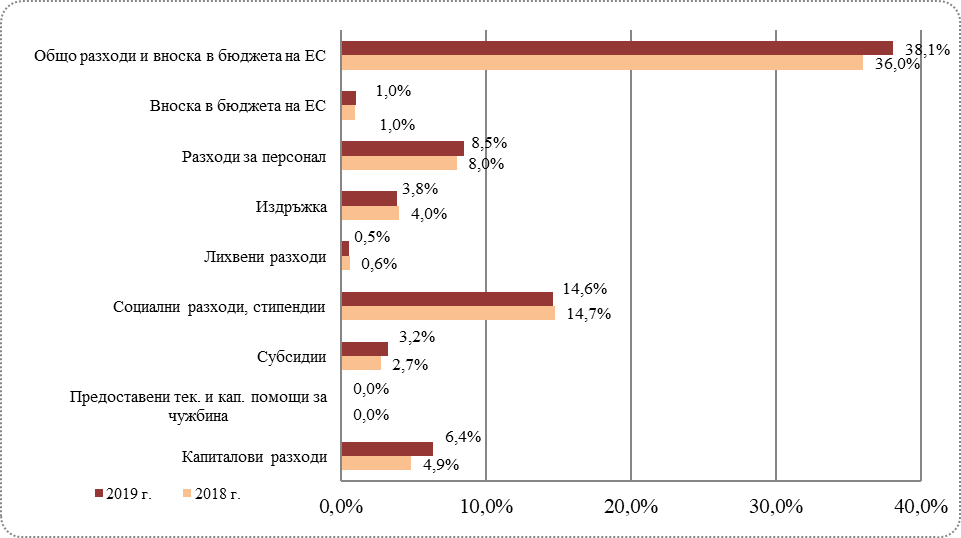 Общо разходи и вноска в бюджета на ЕС
38,1%
36,0%
Вноска в бюджета на ЕС
1,0%
1,0%
Разходи за персонал
8,5%
8,0%
Издръжка
3,8%
4,0%
Лихвени разходи
0,5%
0,6%
Социални разходи, стипендии
14,6%
14,7%
Субсидии
3,2%
2,7%
Предоставени тек. и кап. помощи за
чужбина
0,0%
0,0%
Капиталови разходи
6,4%
4,9%
2019 г.
2018 г.
0,0%
10,0%
20,0%
30,0%
40,0%